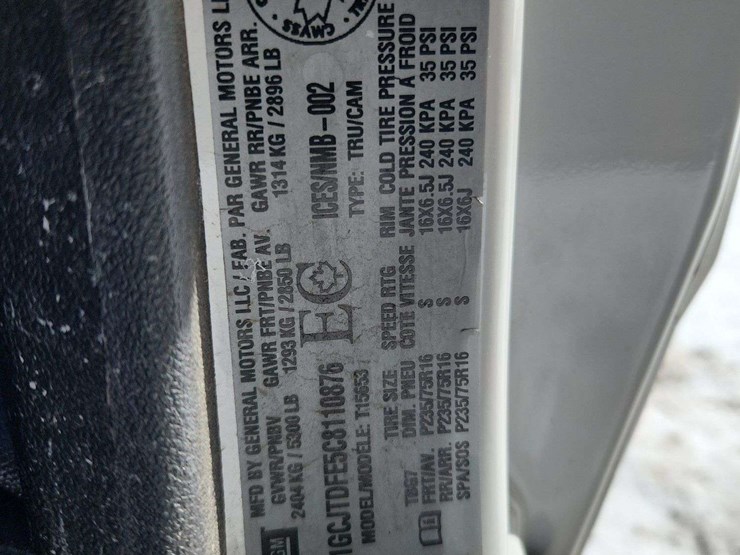 CMVSS
MFD BY GENERAL MOTORS LLC / FAB. PAR GENERAL MOTORS
GVWR/PNBV GAWR FRT/PNBE AV. GAWR RR/PNBE ARR.
2404 KG / 5300 LB 1293 KG / 2850 LB 1314 KG / 2896 LB
GM
1GCJTDFE5C8110876 EC ICES/NMB-002
MODEL/MODÈLE: T15653 TYPE: TRU/CAM
TIRE SIZE SPEED RTG RIM COLD TIRE PRESSURE
TBG7 DIM. PNEU COTE VITESSE JANTE PRESSION À FROID
FRT/AV. P235/75R16 S 16X6.5J 240 KPA 35 PSI
RR/ARR. P235/75R16 S 16X6.5J 240 KPA 35 PSI
SPA/SOS P235/75R16 S 16X6J 240 KPA 35 PSI